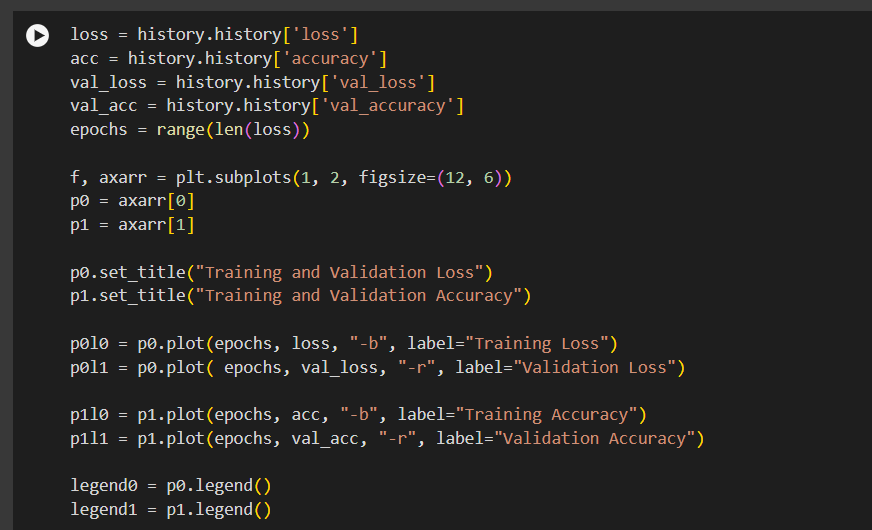 loss = history.history['loss']
acc = history.history['accuracy']
val_loss = history.history['val_loss']
val_acc = history.history['val_accuracy']
epochs = range(len(loss))

f, axarr = plt.subplots(1, 2, figsize=(12, 6))
p0 = axarr[0]
p1 = axarr[1]

p0.set_title("Training and Validation Loss")
p1.set_title("Training and Validation Accuracy")

p0l0 = p0.plot(epochs, loss, "-b", label="Training Loss")
p0l1 = p0.plot( epochs, val_loss, "-r", label="Validation Loss")

p1l0 = p1.plot(epochs, acc, "-b", label="Training Accuracy")
p1l1 = p1.plot(epochs, val_acc, "-r", label="Validation Accuracy")

legend0 = p0.legend()
legend1 = p1.legend()